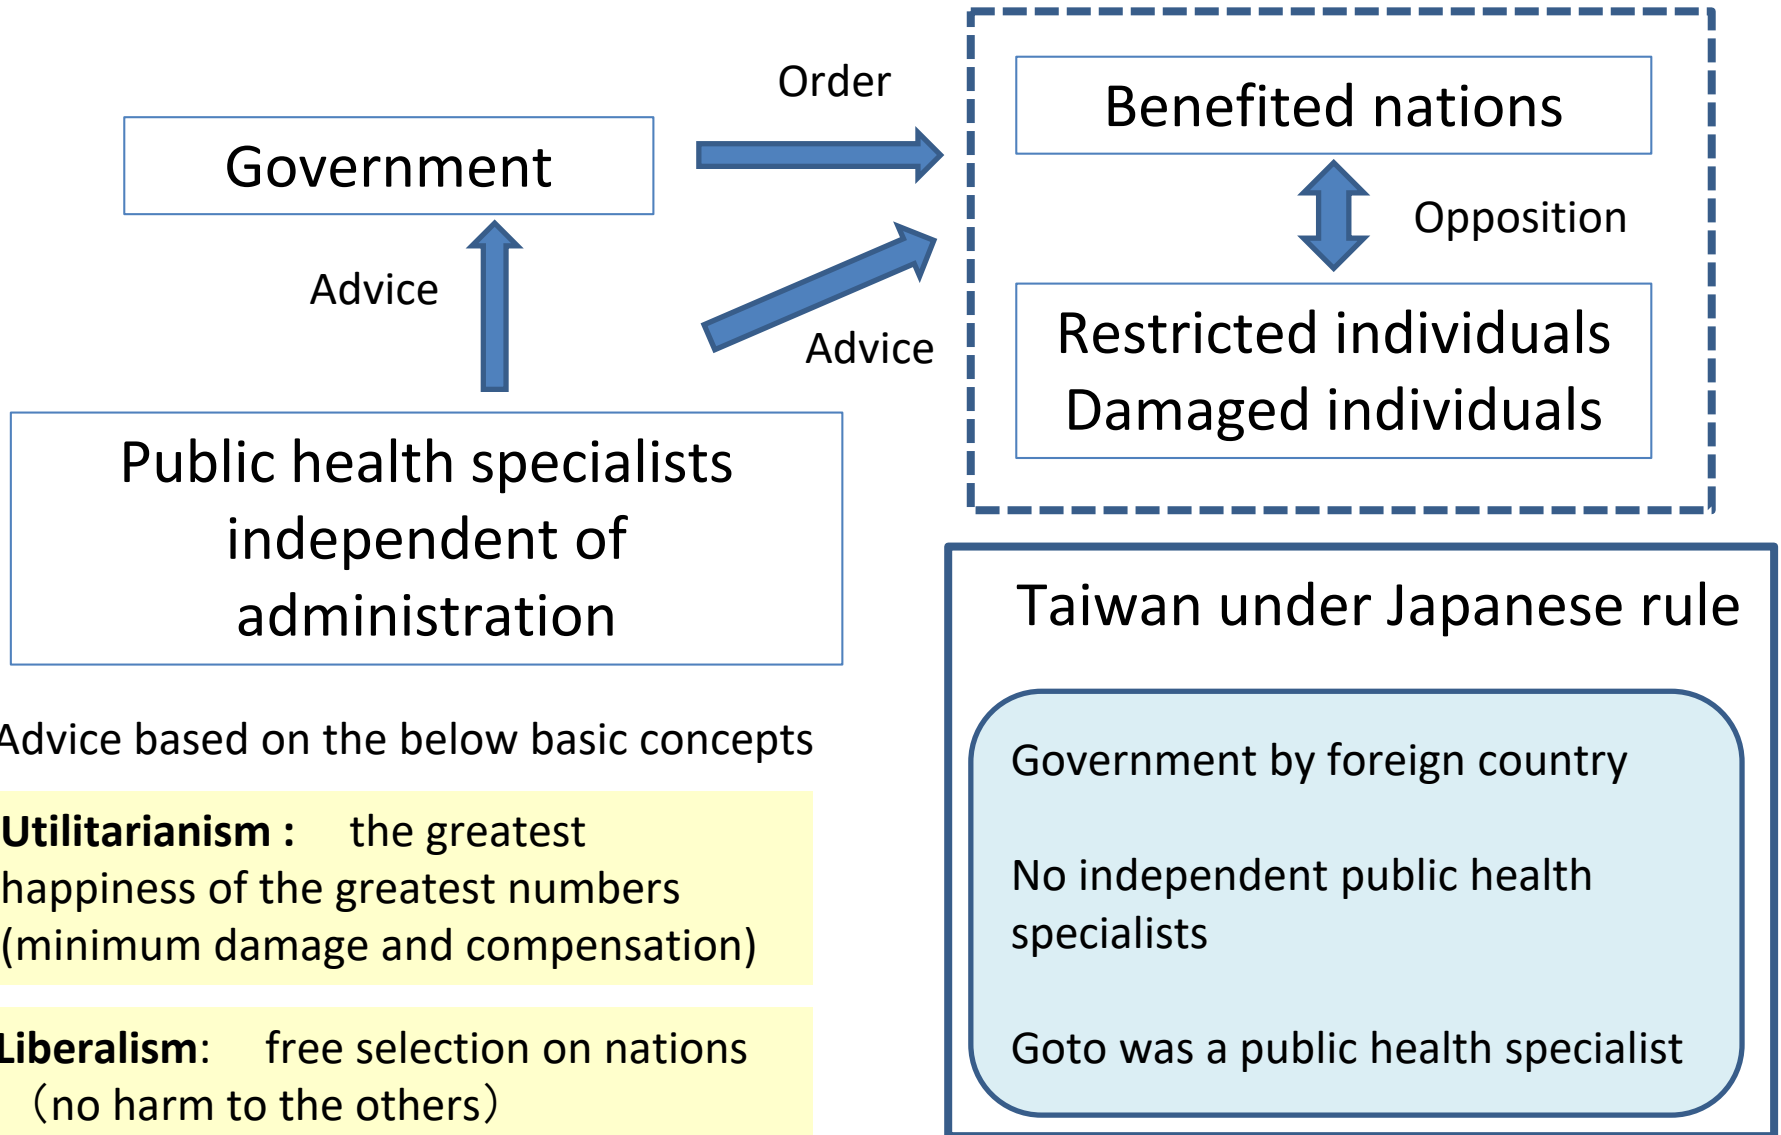 Order
Benefited nations
Government
Opposition
Advice
Advice
Restricted individuals
Damaged individuals
Public health specialists
independent of
administration
Taiwan under Japanese rule
Advice based on the below basic concepts
Government by foreign country
Utilitarianism : the greatest
happiness of the greatest numbers
(minimum damage and compensation)
No independent public health
specialists
Liberalism: free selection on nations
（no harm to the others）
Goto was a public health specialist